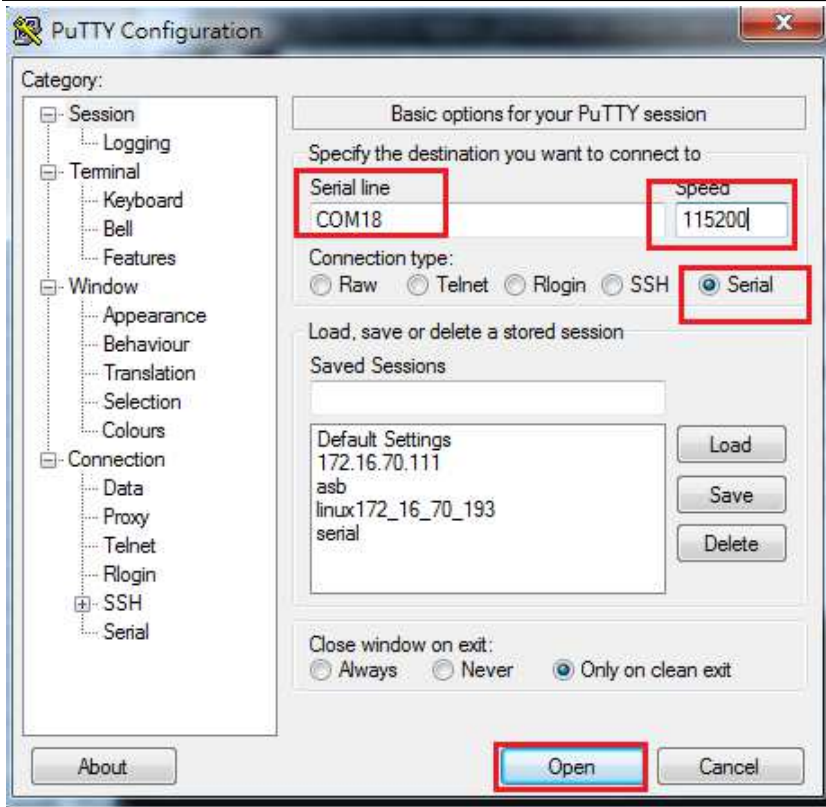 PuTTY Configuration
Category:
Session
Logging
Terminal
Keyboard
Bell
Features
Window
Appearance
Behaviour
Translation
Selection
Colours
Connection
Data
Proxy
Telnet
Rlogin
SSH
Serial
Basic options for your PuTTY session
Specify the destination you want to connect to
Serial line Speed
COM18 115200
Connection type:
Raw Telnet Rlogin SSH Serial
Load, save or delete a stored session
Saved Sessions
Default Settings
172.16.70.111
asb
linux172_16_70_193
serial
Load
Save
Delete
Close window on exit:
Always Never Only on clean exit
About Open Cancel